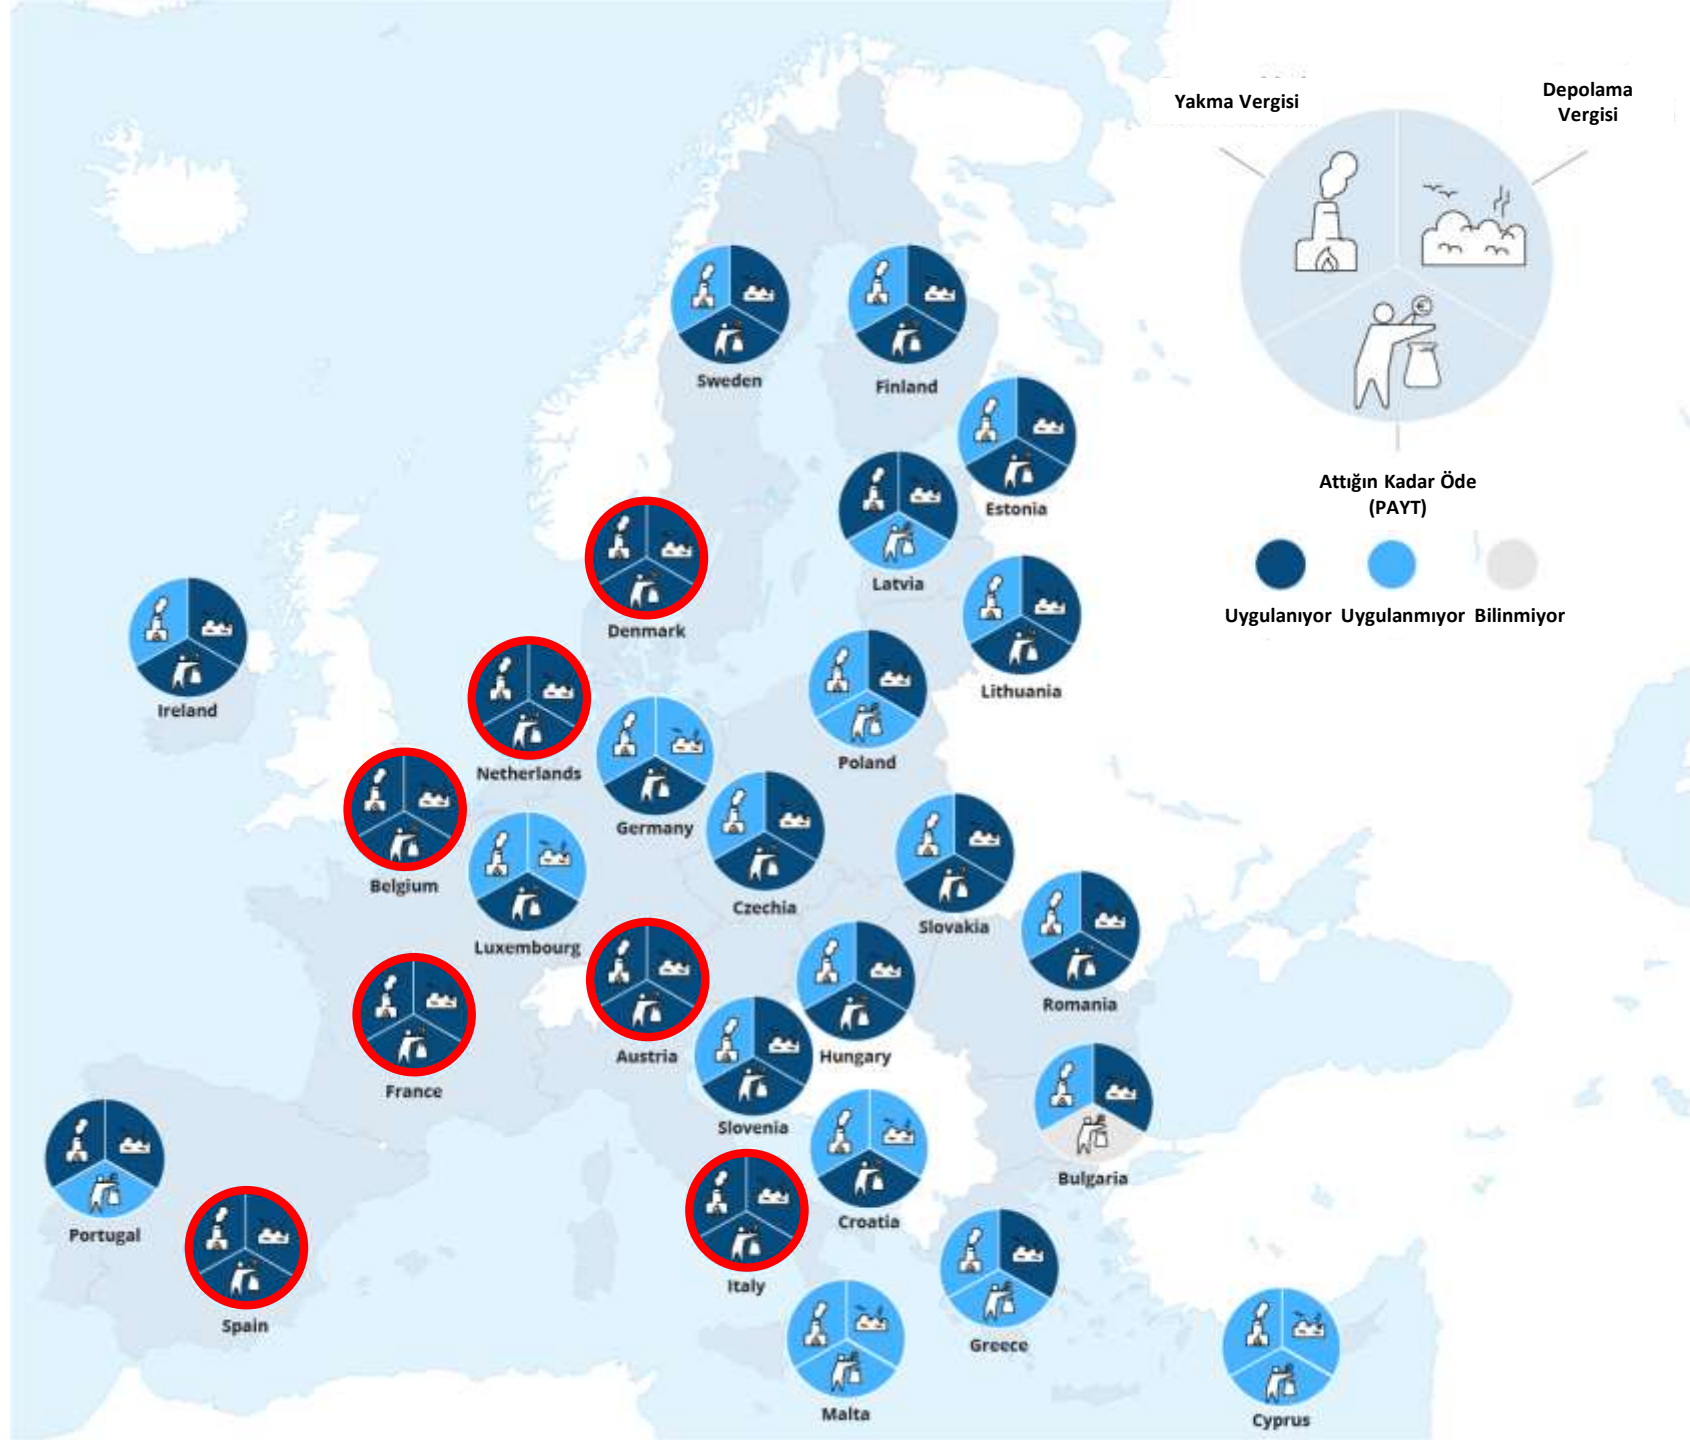 Yakma Vergisi
Depolama
Vergisi
Attığın Kadar Öde
(PAYT)
Uygulanıyor Uygulanmıyor Bilinmiyor
Sweden
Finland
Estonia
Latvia
Denmark
Lithuania
Ireland
Netherlands
Poland
Germany
Belgium
Czechia
Slovakia
Luxembourg
Romania
Austria
Hungary
France
Slovenia
Bulgaria
Croatia
Portugal
Italy
Spain
Greece
Malta
Cyprus